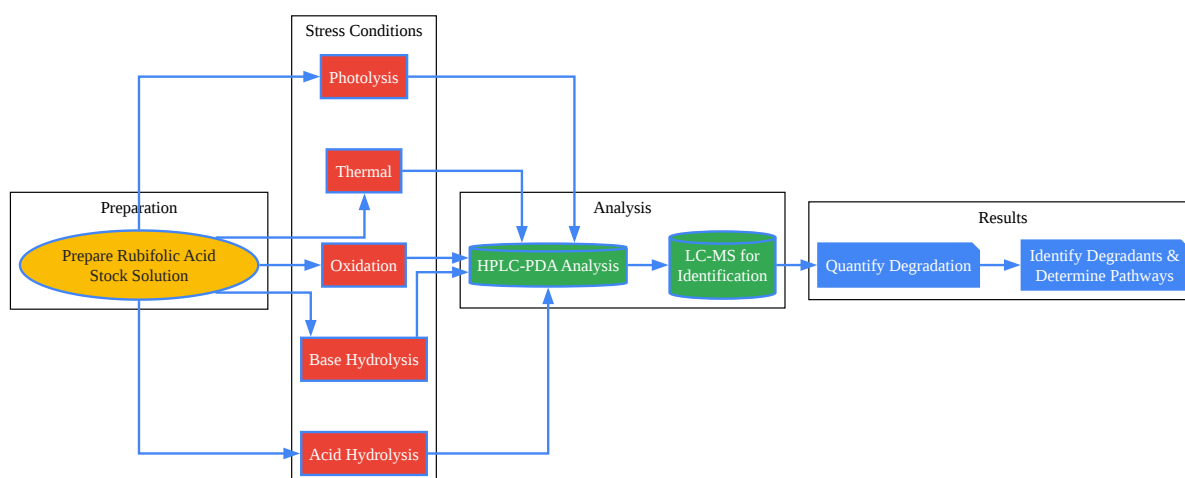 Stress Conditions
Photolysis
Thermal
Preparation
Prepare Rubifolic Acid
Stock Solution
Oxidation
Base Hydrolysis
Acid Hydrolysis
Analysis
HPLC-PDA Analysis
LC-MS for
Identification
Results
Quantify Degradation
Identify Degradants &
Determine Pathways